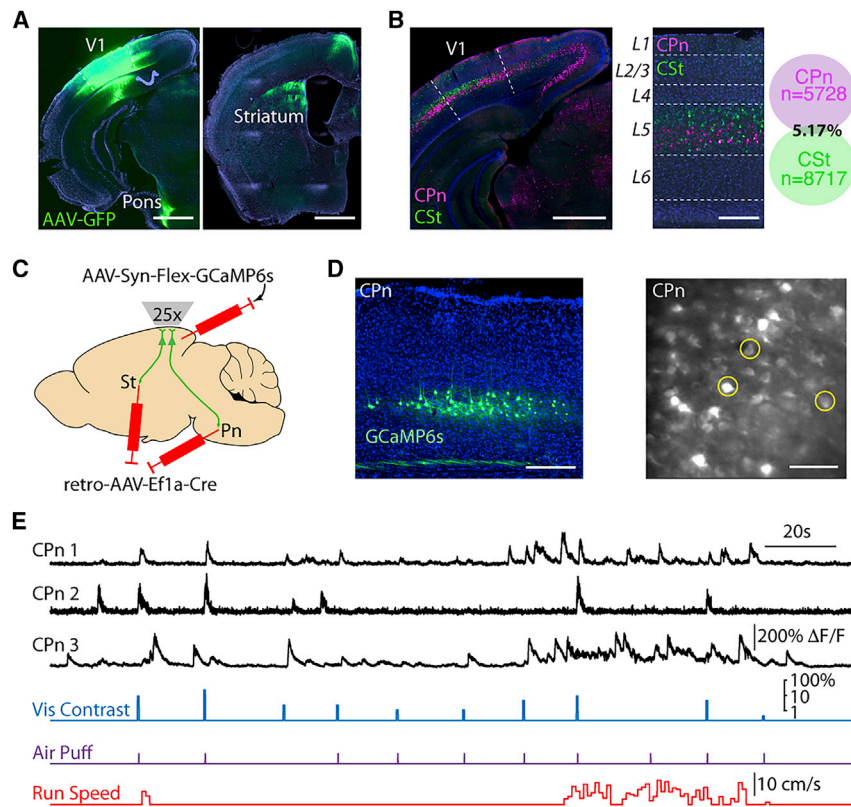 A
V1
Striatum
Pons
AAV-GFP
B
V1
CPn
CSt
L1
L2/3
L4
L5
L6
CPn
CSt
CPn
n=5728
5.17%
CSt
n=8717
C
AAV-Syn-Flex-GCaMP6s
25x
St
Pn
retro-AAV-Ef1a-Cre
D
CPn
GCaMP6s
CPn
E
20s
CPn 1
CPn 2
CPn 3
200% ΔF/F
Vis Contrast
100%
10
1
Air Puff
Run Speed
10 cm/s